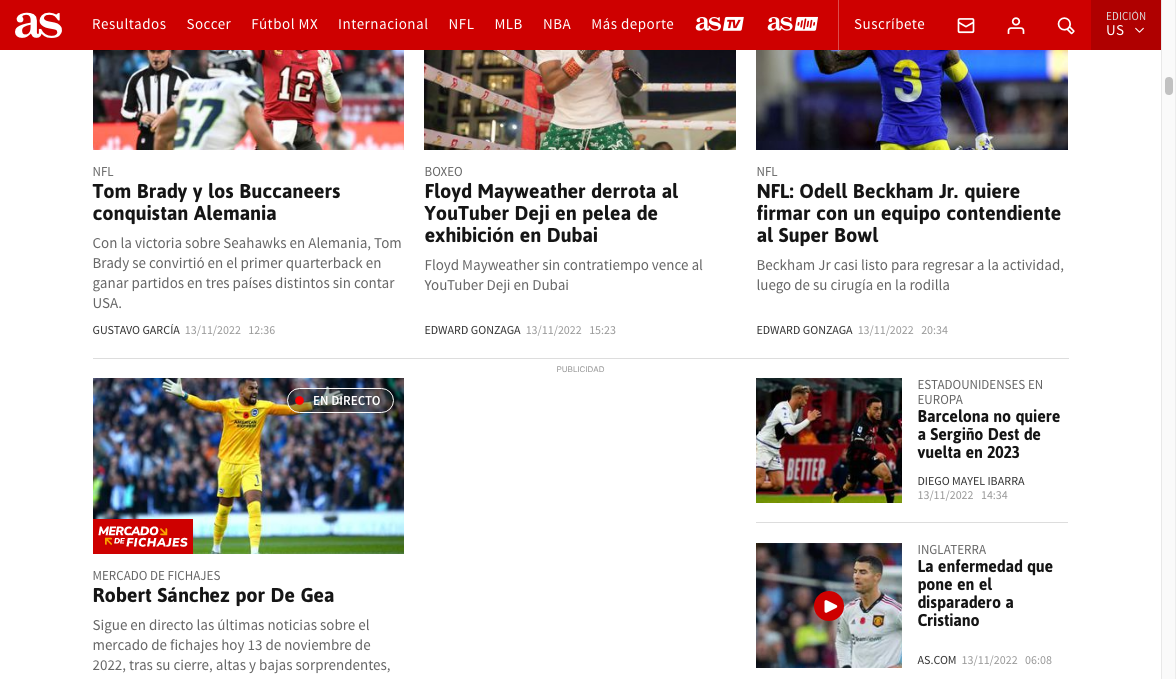 as
Resultados
Soccer
Fútbol MX
Internacional
NFL
MLB
NBA
Más deporte
as TV
as
Suscríbete
EDICIÓN
US
12
57
3
NFL
Tom Brady y los Buccaneers
conquistan Alemania
Con la victoria sobre Seahawks en Alemania, Tom
Brady se convirtió en el primer quarterback en
ganar partidos en tres países distintos sin contar
USA.
GUSTAVO GARCÍA 13/11/2022 12:36
BOXEO
Floyd Mayweather derrota al
YouTuber Deji en pelea de
exhibición en Dubai
Floyd Mayweather sin contratiempo vence al
YouTuber Deji en Dubai
EDWARD GONZAGA 13/11/2022 15:23
NFL
NFL: Odell Beckham Jr. quiere
firmar con un equipo contendiente
al Super Bowl
Beckham Jr casi listo para regresar a la actividad,
luego de su cirugía en la rodilla
EDWARD GONZAGA 13/11/2022 20:34
PUBLICIDAD
EN DIRECTO
MERCADO
DE FICHAJES
MERCADO DE FICHAJES
Robert Sánchez por De Gea
Sigue en directo las últimas noticias sobre el
mercado de fichajes hoy 13 de noviembre de
2022, tras su cierre, altas y bajas sorprendentes,
BETTER
ESTADOUNIDENSES EN
EUROPA
Barcelona no quiere
a Sergiño Dest de
vuelta en 2023
DIEGO MAYEL IBARRA
13/11/2022 14:34
INGLATERRA
La enfermedad que
pone en el
disparadero a
Cristiano
AS.COM 13/11/2022 06:08